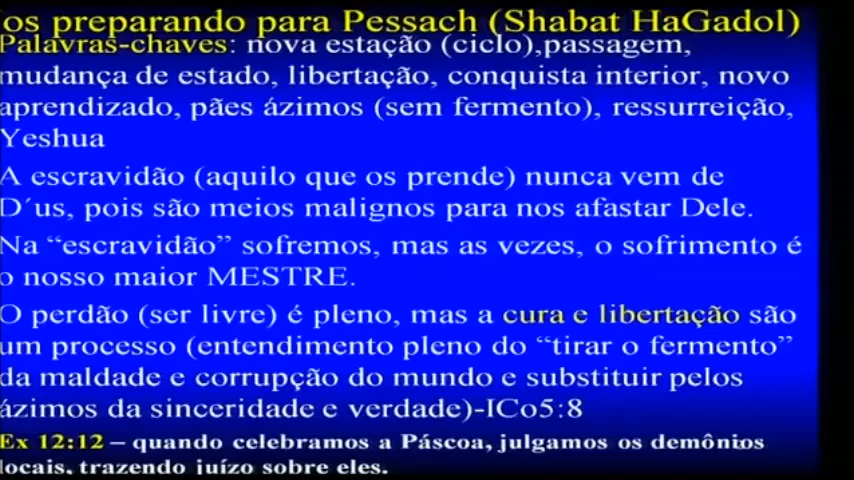 os preparando para Pessach (Shabat HaGadol)
Palavras-chaves: nova estação (ciclo),passagem,
mudança de estado, libertação, conquista interior, novo
aprendizado, pães ázimos (sem fermento), ressurreição,
Yeshua
A escravidão (aquilo que os prende) nunca vem de
D´us, pois são meios malignos para nos afastar Dele.
Na “escravidão” sofremos, mas as vezes, o sofrimento é
o nosso maior MESTRE.
O perdão (ser livre) é pleno, mas a cura e libertação são
um processo (entendimento pleno do “tirar o fermento”
da maldade e corrupção do mundo e substituir pelos
ázimos da sinceridade e verdade)-ICo5:8
Ex 12:12 – quando celebramos a Páscoa, julgamos os demônios
locais, trazendo juízo sobre eles.